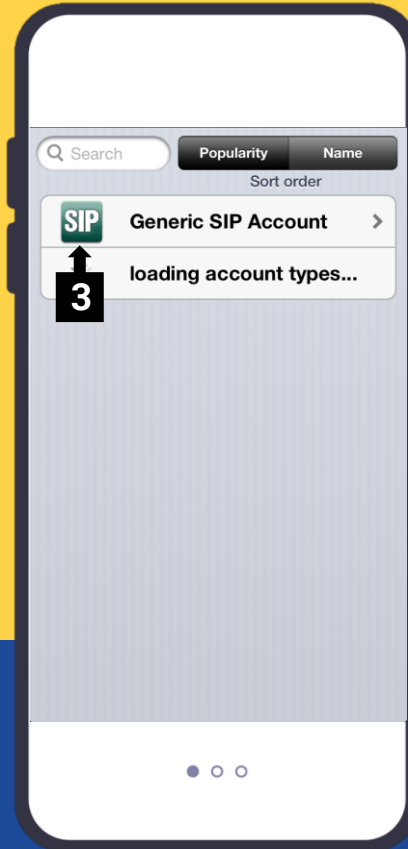 Search
Popularity Name
Sort order
SIP Generic SIP Account
loading account types...
3